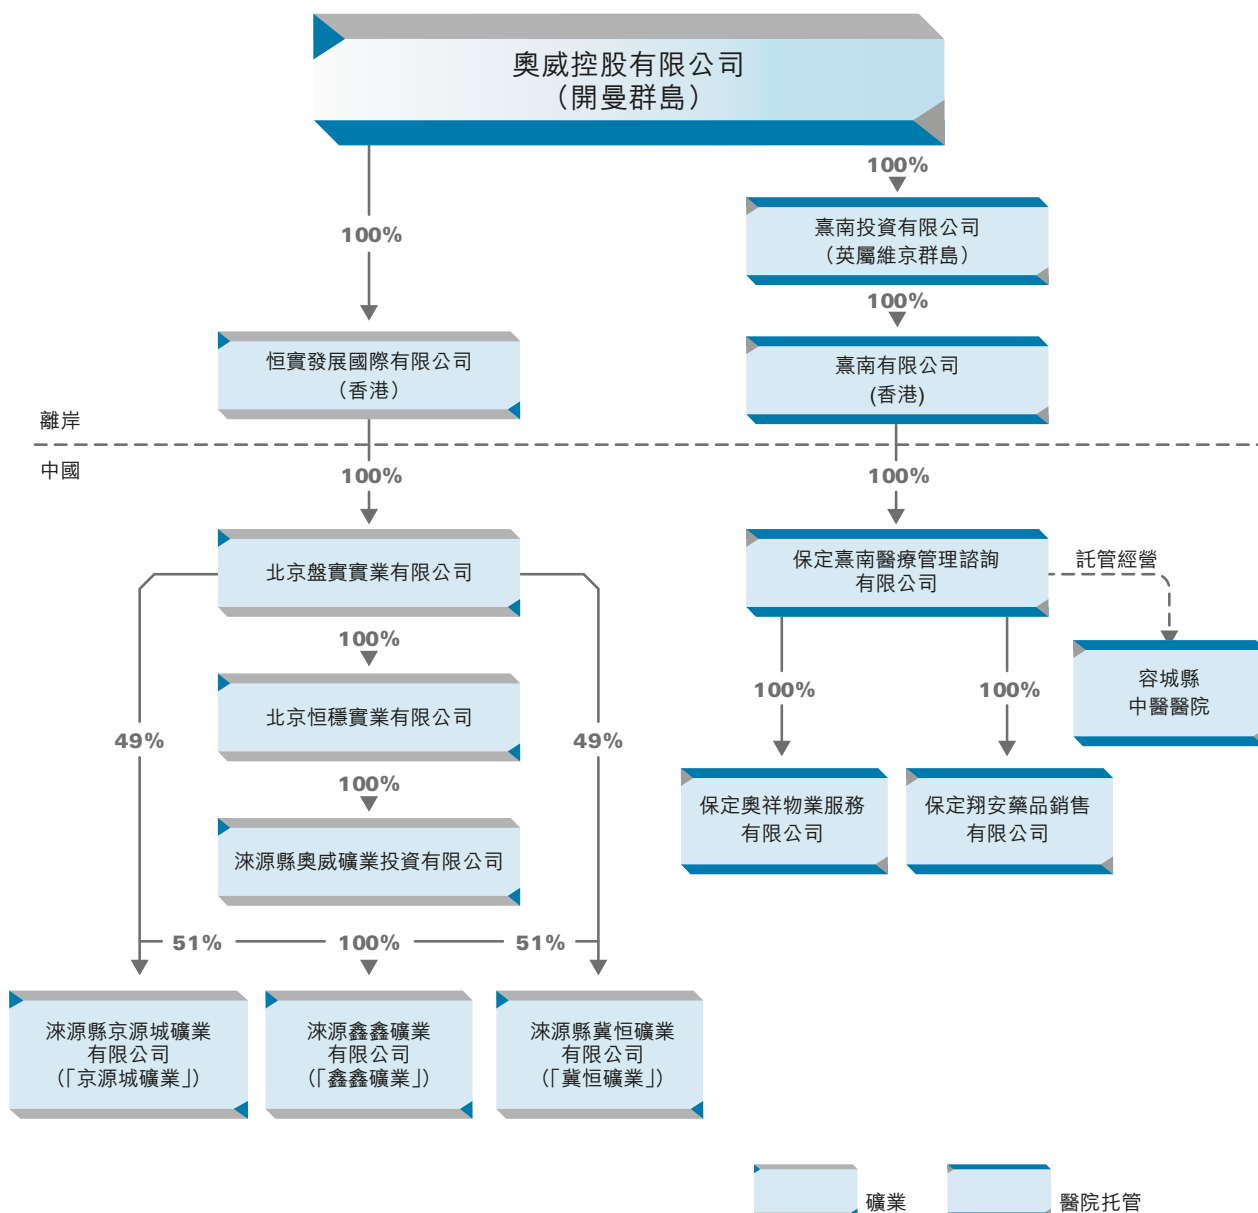 奧威控股有限公司
（開曼群島）
100%
100%
熹南投資有限公司
（英屬維京群島）
100%
恒實發展國際有限公司
（香港）
熹南有限公司
(香港)
離岸
中國
100%
100%
北京盤實實業有限公司
保定熹南醫療管理諮詢
有限公司
託管經營
100%
北京恒穩實業有限公司
100%
100%
容城縣
中醫醫院
49%
49%
100%
淶源縣奧威礦業投資有限公司
保定奧祥物業服務
有限公司
保定翔安藥品銷售
有限公司
51%
100%
51%
淶源縣京源城礦業
有限公司
（「京源城礦業」）
淶源鑫鑫礦業
有限公司
（「鑫鑫礦業」）
淶源縣冀恒礦業
有限公司
（「冀恒礦業」）
礦業
醫院托管